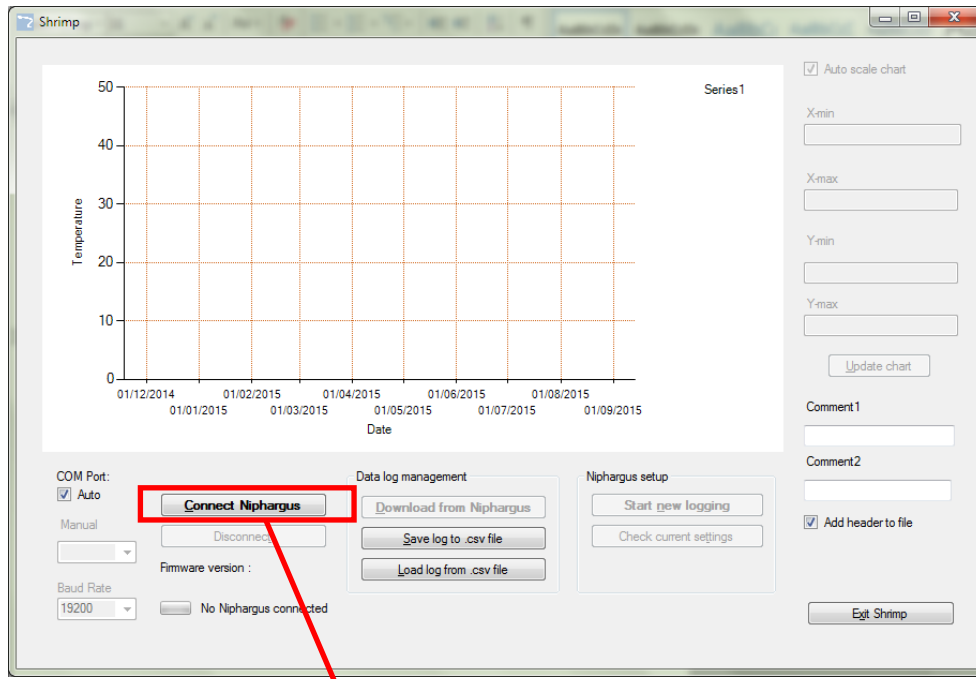 Shrimp
50
40
30
20
10
0
Temperature
Series1
01/12/2014 01/02/2015 01/04/2015 01/06/2015 01/08/2015
01/01/2015 01/03/2015 01/05/2015 01/07/2015 01/09/2015
Date
Auto scale chart
X-min
X-max
Y-min
Y-max
Update chart
Comment1
Comment2
Add header to file
Exit Shrimp
COM Port:
Auto
Manual
Baud Rate
19200
Connect Niphargus
Disconnect
Firmware version :
No Niphargus connected
Data log management
Download from Niphargus
Save log to .csv file
Load log from .csv file
Niphargus setup
Start new logging
Check current settings